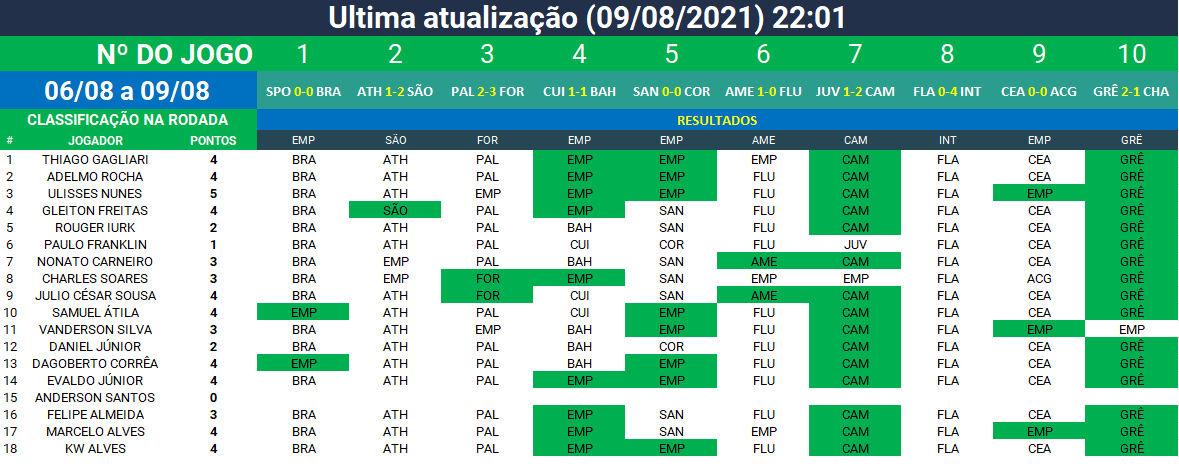 Ultima atualização (09/08/2021) 22:01
Nº DO JOGO 1 2 3 4 5 6 7 8 9 10
06/08 a 09/08 SPO 0-0 BRA ATH 1-2 SÃO PAL 2-3 FOR CUI 1-1 BAH SAN 0-0 COR AME 1-0 FLU JUV 1-2 CAM FLA 0-4 INT CEA 0-0 ACG GRÊ 2-1 CHA
CLASSIFICAÇÃO NA RODADA RESULTADOS
# JOGADOR PONTOS EMP SÃO FOR EMP EMP AME CAM INT EMP GRÊ
1 THIAGO GAGLIARI 4 BRA ATH PAL EMP EMP EMP CAM FLA CEA GRÊ
2 ADELMO ROCHA 4 BRA ATH PAL EMP EMP FLU CAM FLA CEA GRÊ
3 ULISSES NUNES 5 BRA ATH EMP EMP EMP FLU CAM FLA EMP GRÊ
4 GLEITON FREITAS 4 BRA SÃO PAL EMP SAN FLU CAM FLA CEA GRÊ
5 ROUGER IURK 2 BRA ATH PAL BAH SAN FLU CAM FLA CEA GRÊ
6 PAULO FRANKLIN 1 BRA ATH PAL CUI COR FLU JUV FLA CEA GRÊ
7 NONATO CARNEIRO 3 BRA EMP PAL BAH SAN AME CAM FLA CEA GRÊ
8 CHARLES SOARES 3 BRA EMP FOR EMP SAN EMP EMP FLA ACG GRÊ
9 JULIO CÉSAR SOUSA 4 BRA ATH FOR CUI SAN AME CAM FLA CEA GRÊ
10 SAMUEL ÁTILA 4 EMP ATH PAL CUI EMP FLU CAM FLA CEA GRÊ
11 VANDERSON SILVA 3 BRA ATH EMP BAH EMP FLU CAM FLA EMP EMP
12 DANIEL JÚNIOR 2 BRA ATH PAL BAH COR FLU CAM FLA CEA GRÊ
13 DAGOBERTO CORRÊA 4 EMP ATH PAL BAH EMP FLU CAM FLA CEA GRÊ
14 EVALDO JÚNIOR 4 BRA ATH PAL EMP EMP FLU CAM FLA CEA GRÊ
15 ANDERSON SANTOS 0
16 FELIPE ALMEIDA 3 BRA ATH PAL EMP SAN FLU CAM FLA CEA GRÊ
17 MARCELO ALVES 4 BRA ATH PAL EMP SAN EMP CAM FLA EMP GRÊ
18 KW ALVES 4 BRA ATH PAL EMP EMP FLU CAM FLA CEA GRÊ